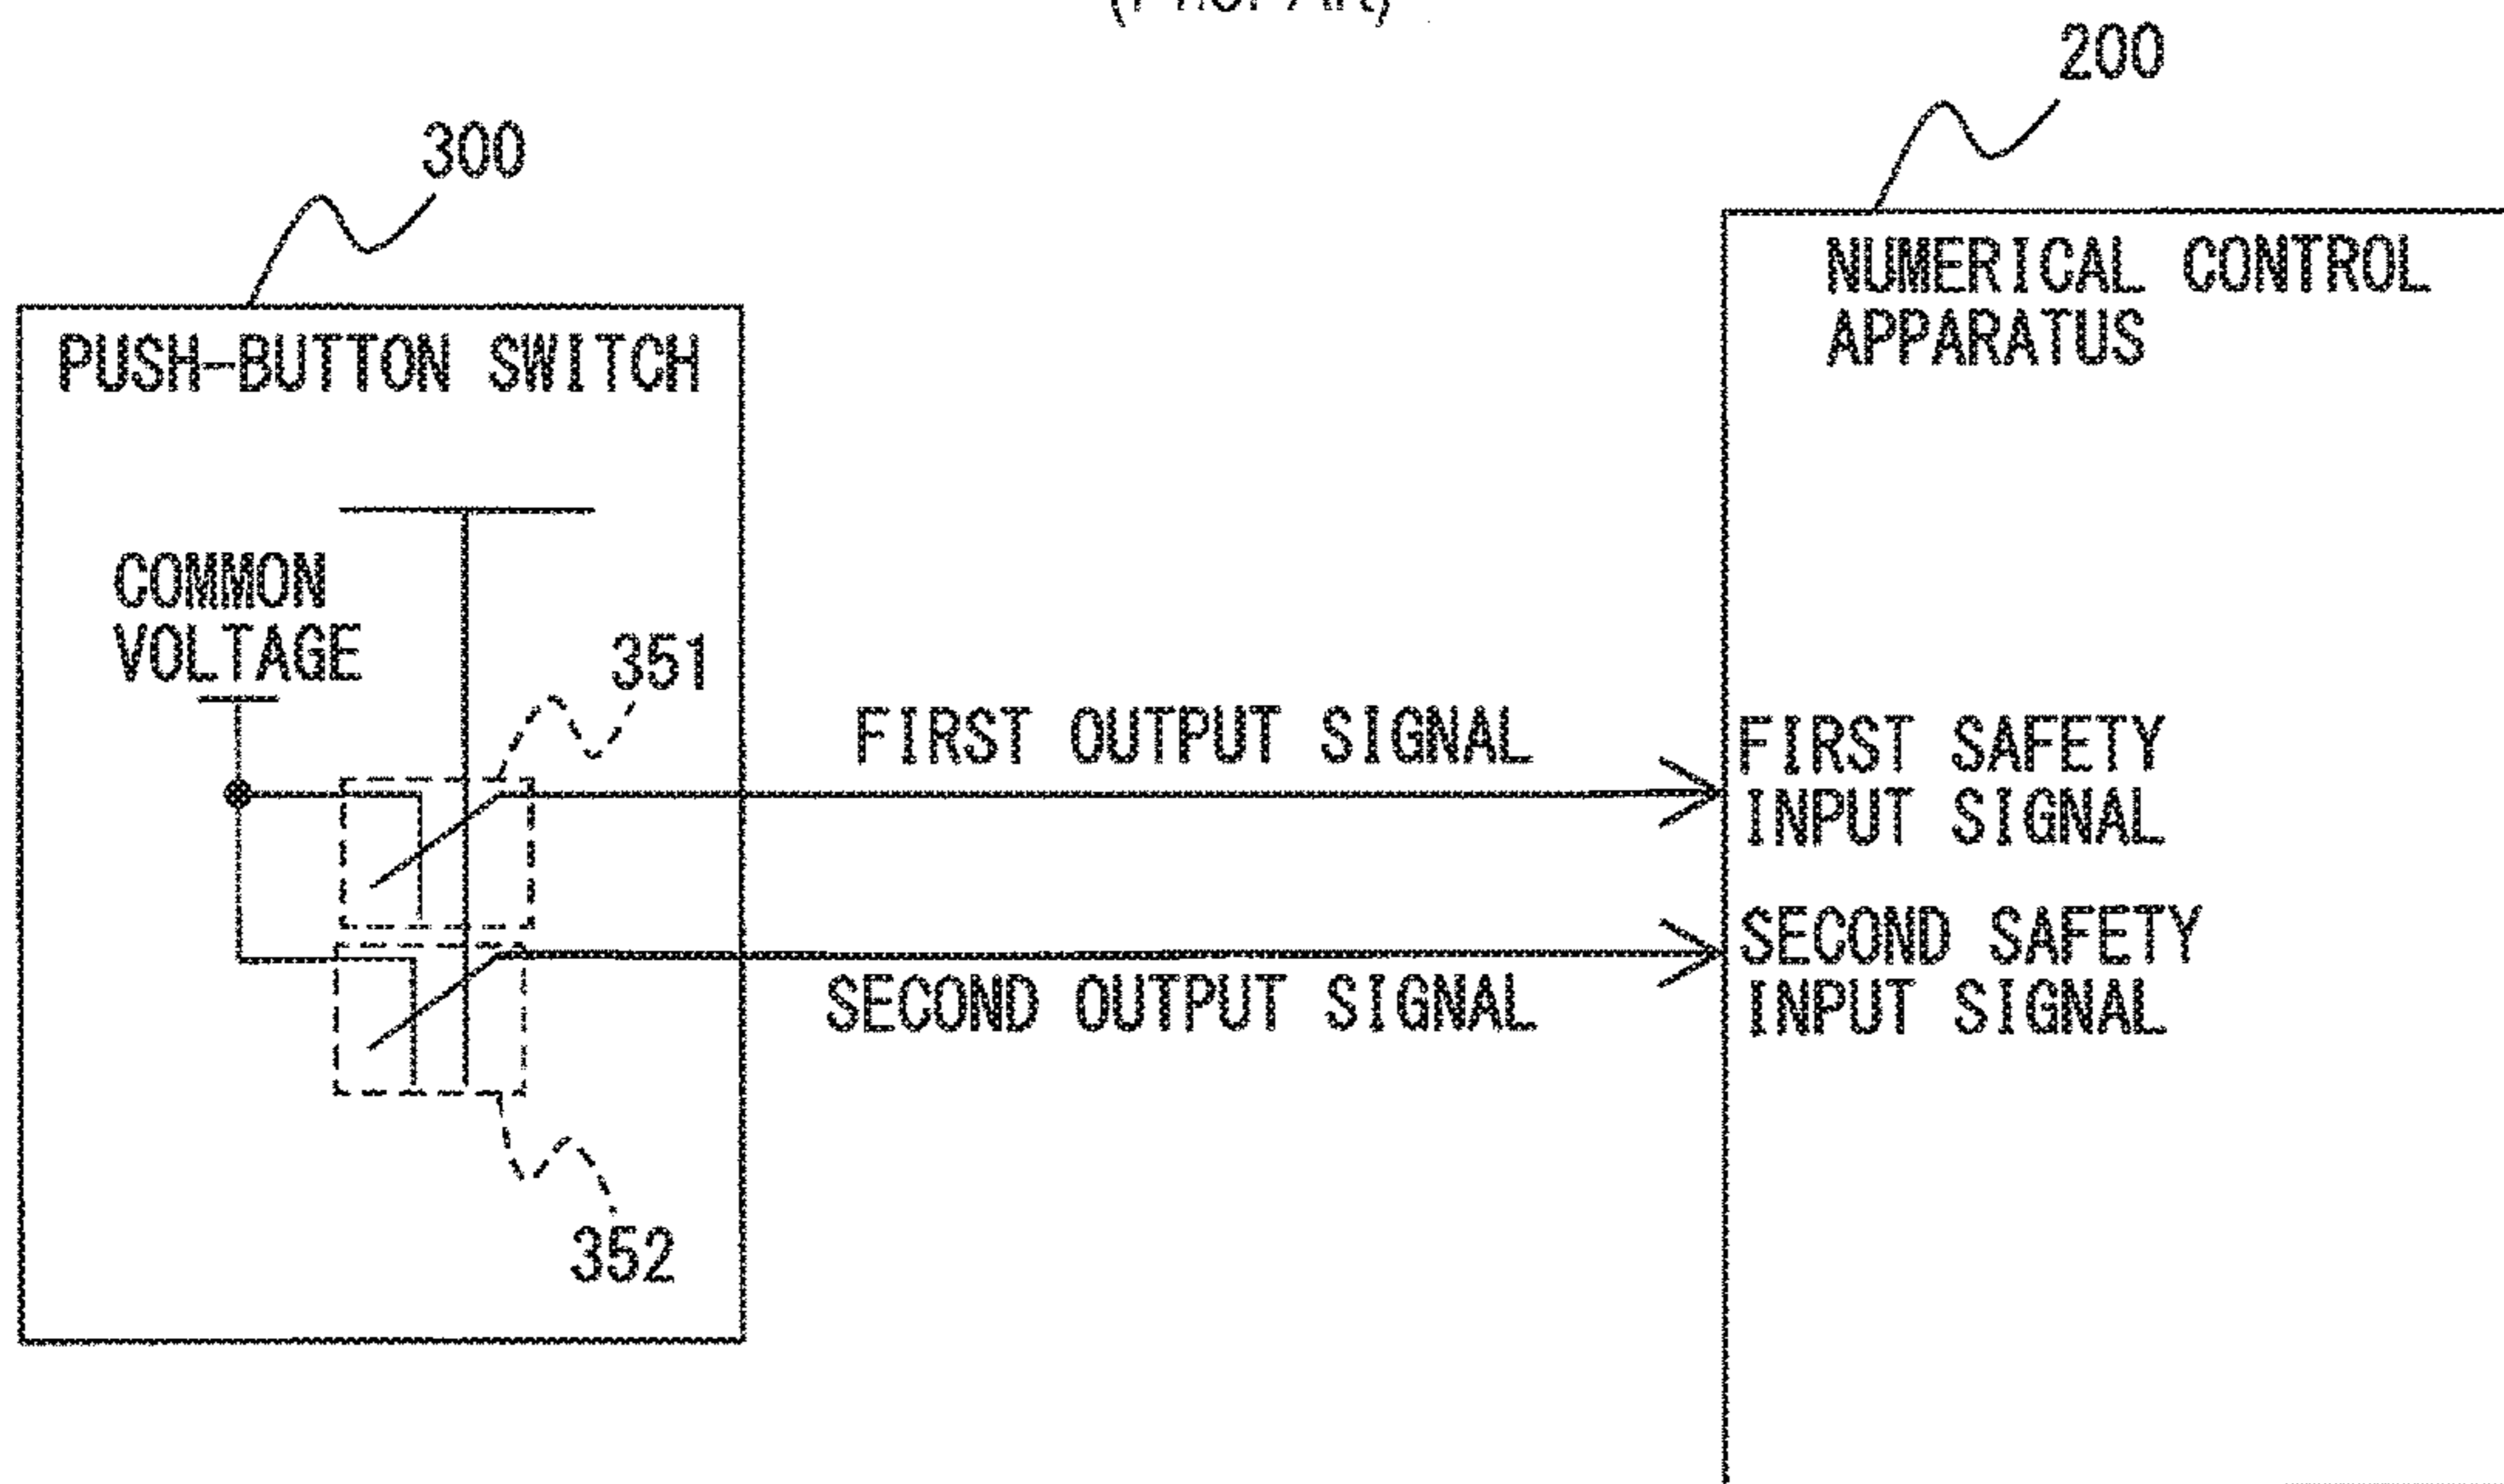 200
300
NUMERICAL CONTROL
APPARATUS
PUSH-BUTTON SWITCH
COMMON
VOLTAGE
351
FIRST OUTPUT SIGNAL
FIRST SAFETY
INPUT SIGNAL
SECOND SAFETY
INPUT SIGNAL
SECOND OUTPUT SIGNAL
352